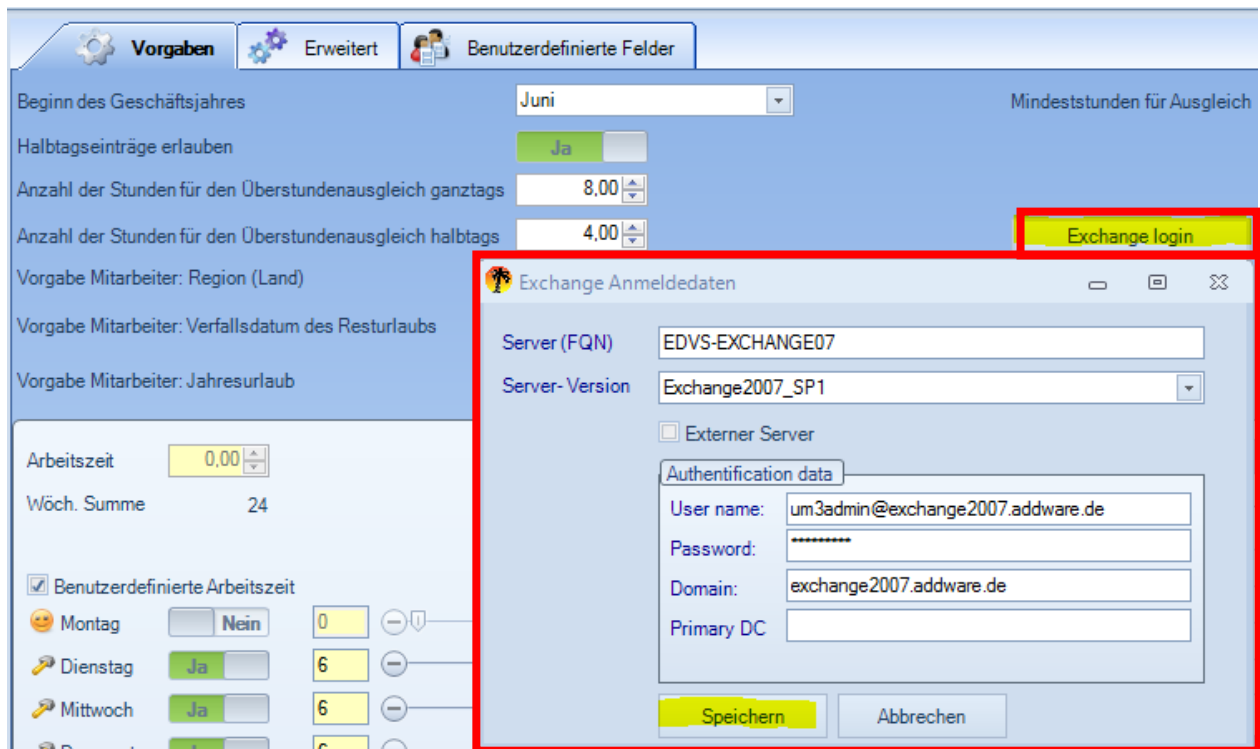 Vorgaben Erweitert Benutzerdefinierte Felder
Beginn des Geschäftsjahres Juni Mindeststunden für Ausgleich
Halbtagseinträge erlauben Ja
Anzahl der Stunden für den Überstundenausgleich ganztags 8,00
Anzahl der Stunden für den Überstundenausgleich halbtags 4,00 Exchange login
Vorgabe Mitarbeiter: Region (Land)
Vorgabe Mitarbeiter: Verfallsdatum des Resturlaubs
Vorgabe Mitarbeiter: Jahresurlaub
Arbeitszeit 0,00
Wöch. Summe 24
Benutzerdefinierte Arbeitszeit
Montag Nein 0
Dienstag Ja 6
Mittwoch Ja 6
Exchange Anmeldedaten
Server (FQN) EDVS-EXCHANGE07
Server- Version Exchange2007_SP1
Externer Server
Authentification data
User name: um3admin@exchange2007.addware.de
Password: *********
Domain: exchange2007.addware.de
Primary DC
Speichern Abbrechen